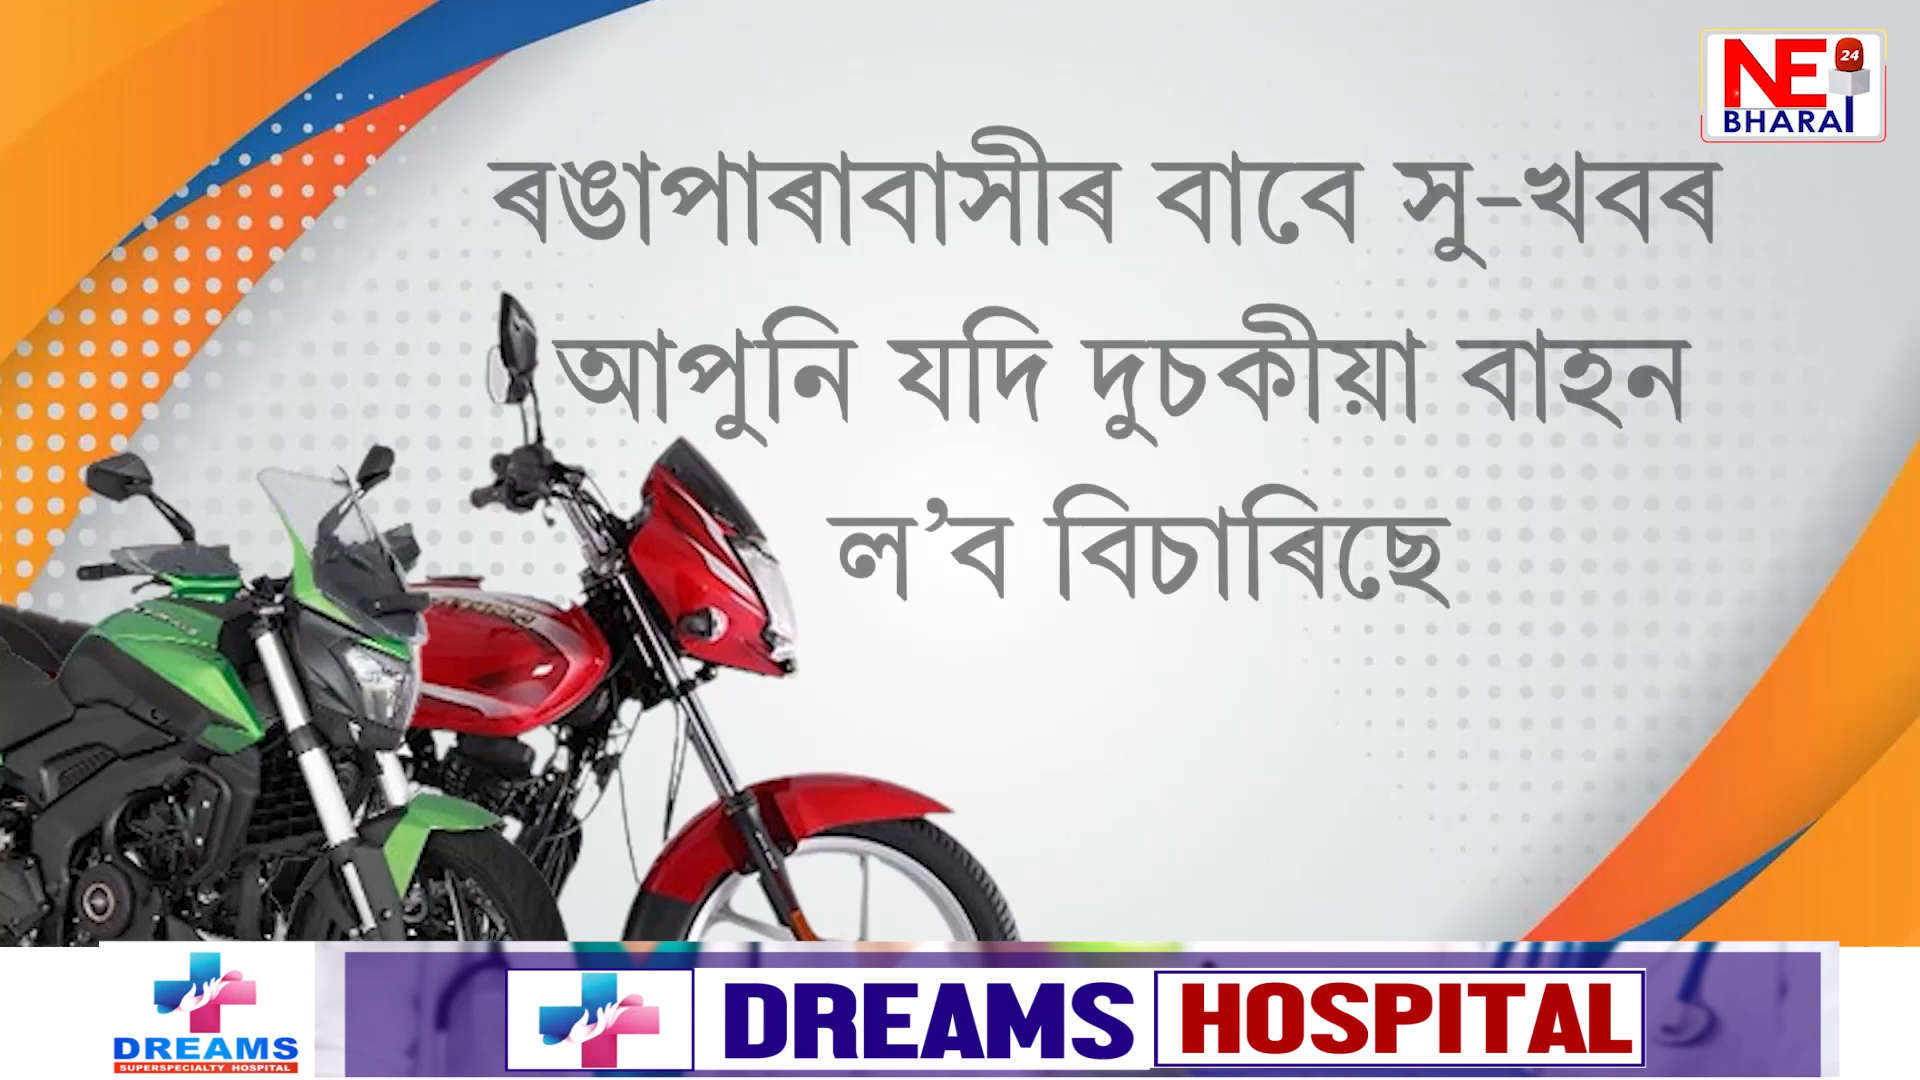 NE 24
BHARAT
ৰঙাপাৰাবাসীৰ বাবে সু-খবৰ
আপুনি যদি দুচকীয়া বাহন
ল’ব বিচাৰিছে
DREAMS
SUPERSPECIALTY HOSPITAL
DREAMS HOSPITAL